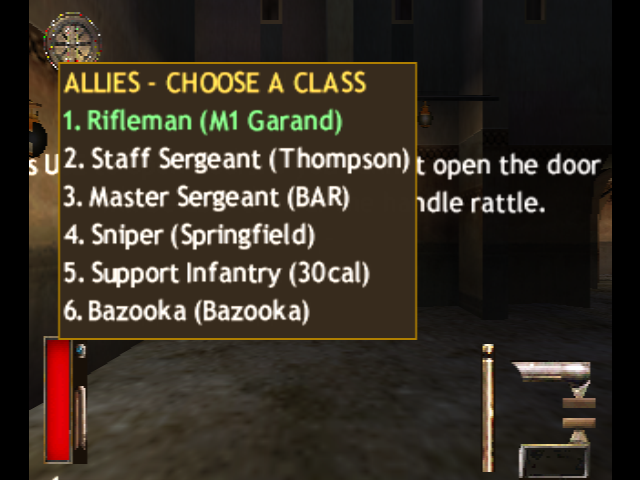 ALLIES - CHOOSE A CLASS
1. Rifleman (M1 Garand)
2. Staff Sergeant (Thompson)
3. Master Sergeant (BAR)
4. Sniper (Springfield)
5. Support Infantry (30cal)
6. Bazooka (Bazooka)
s U
t open the door
ndle rattle.